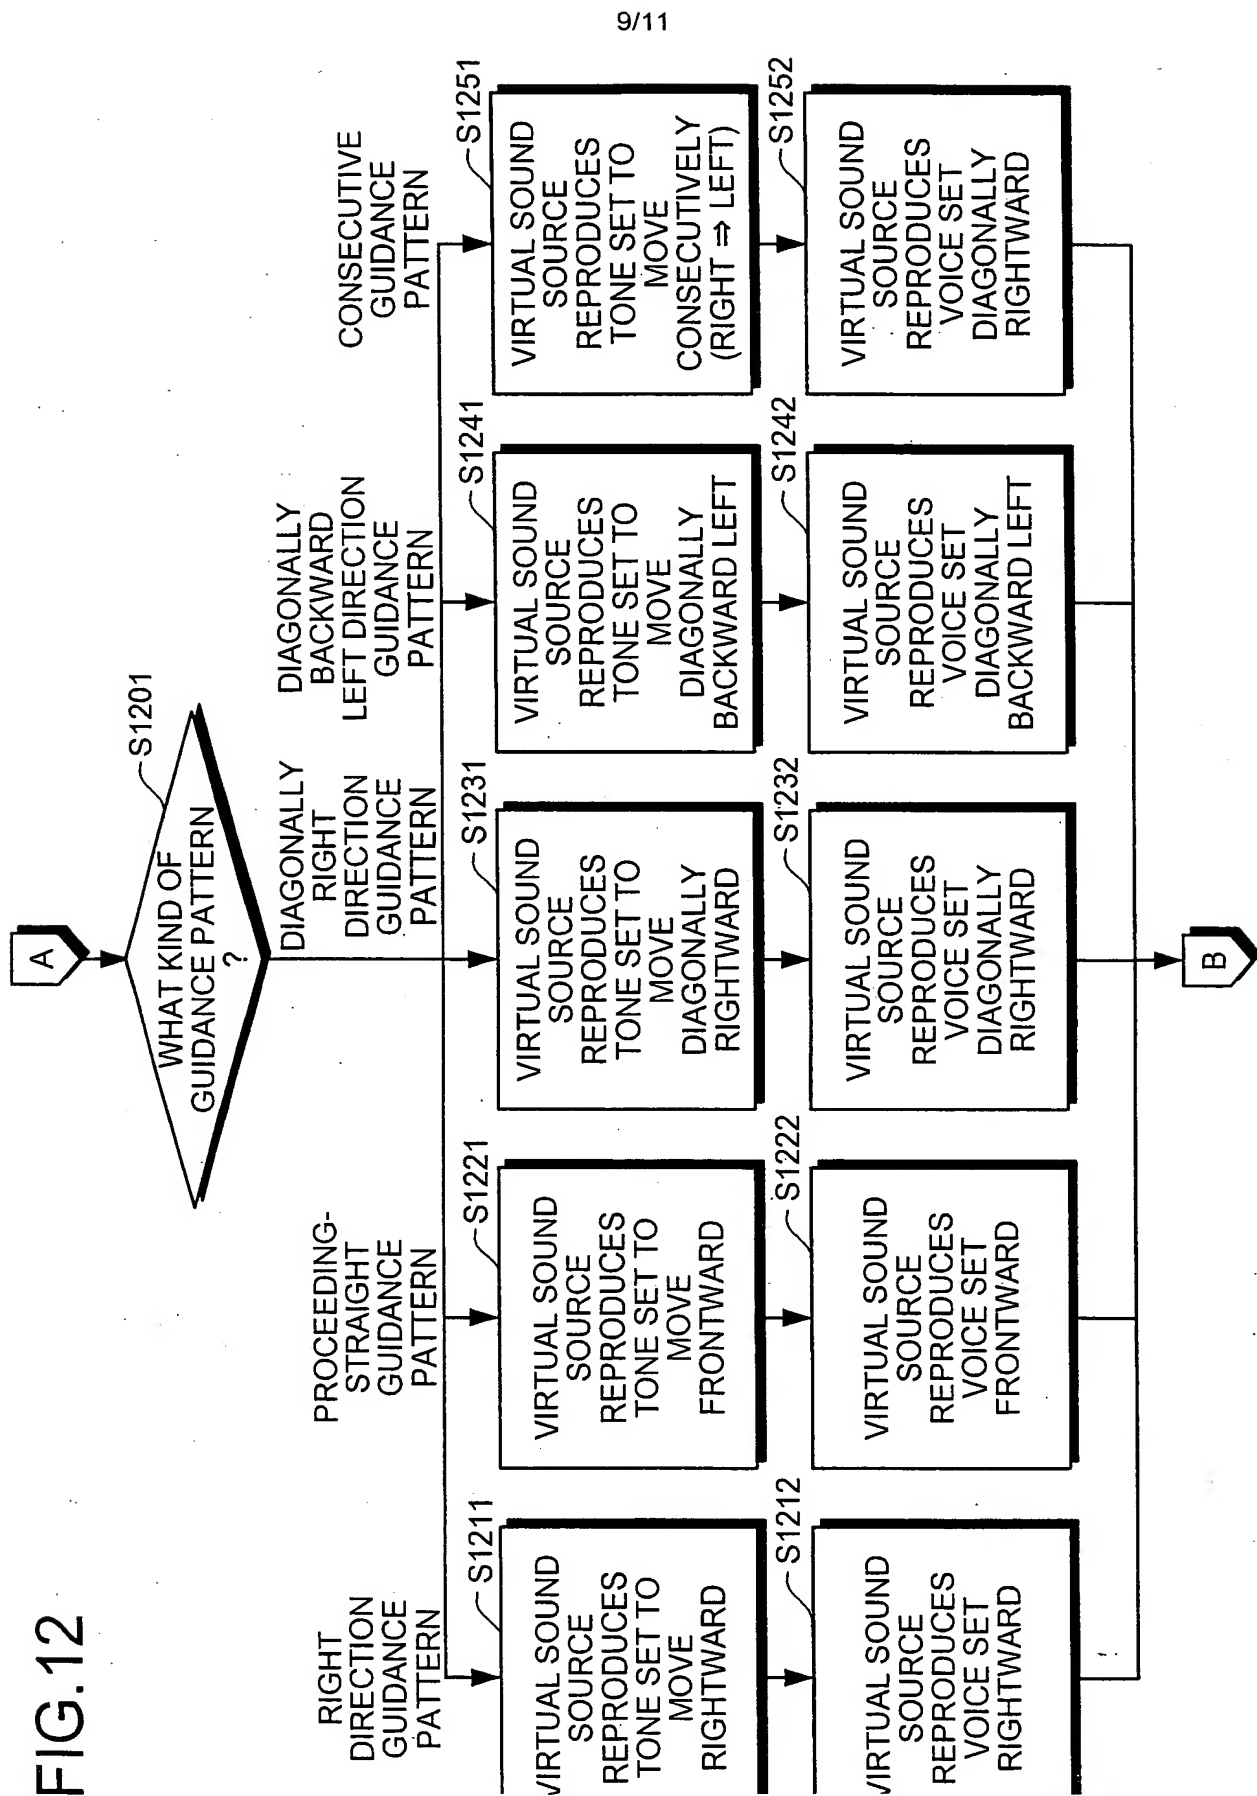 9/11
FIG.12
A
WHAT KIND OF
GUIDANCE PATTERN
?
S1201
RIGHT
DIRECTION
GUIDANCE
PATTERN
PROCEEDING-
STRAIGHT
GUIDANCE
PATTERN
DIAGONALLY
RIGHT
DIRECTION
GUIDANCE
PATTERN
DIAGONALLY
BACKWARD
LEFT DIRECTION
GUIDANCE
PATTERN
CONSECUTIVE
GUIDANCE
PATTERN
S1211
VIRTUAL SOUND
SOURCE
REPRODUCES
TONE SET TO
MOVE
RIGHTWARD
S1221
VIRTUAL SOUND
SOURCE
REPRODUCES
TONE SET TO
MOVE
FRONTWARD
S1231
VIRTUAL SOUND
SOURCE
REPRODUCES
TONE SET TO
MOVE
DIAGONALLY
RIGHTWARD
S1241
VIRTUAL SOUND
SOURCE
REPRODUCES
TONE SET TO
MOVE
DIAGONALLY
BACKWARD LEFT
S1251
VIRTUAL SOUND
SOURCE
REPRODUCES
TONE SET TO
MOVE
CONSECUTIVELY
(RIGHT ⇒ LEFT)
S1212
VIRTUAL SOUND
SOURCE
REPRODUCES
VOICE SET
RIGHTWARD
S1222
VIRTUAL SOUND
SOURCE
REPRODUCES
VOICE SET
FRONTWARD
S1232
VIRTUAL SOUND
SOURCE
REPRODUCES
VOICE SET
DIAGONALLY
RIGHTWARD
S1242
VIRTUAL SOUND
SOURCE
REPRODUCES
VOICE SET
DIAGONALLY
BACKWARD LEFT
S1252
VIRTUAL SOUND
SOURCE
REPRODUCES
VOICE SET
DIAGONALLY
RIGHTWARD
B